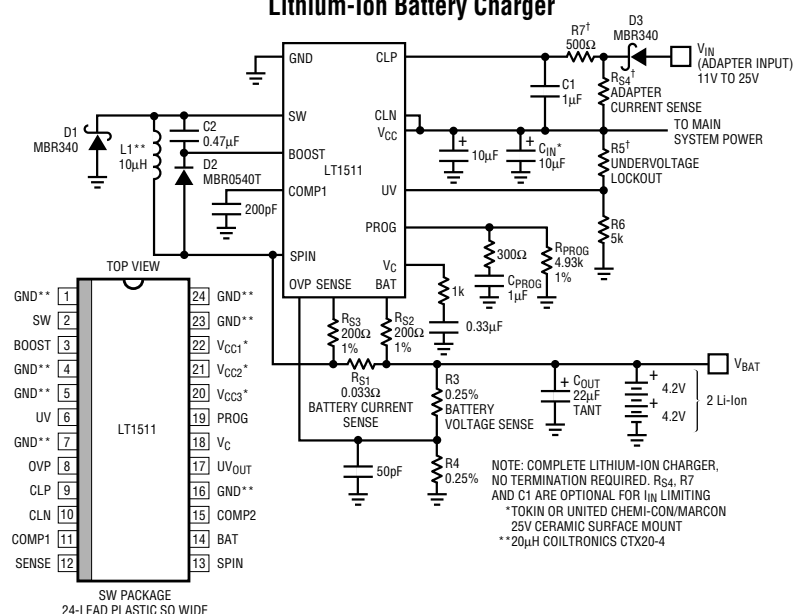 Lithium-Ion Battery Charger
D3
MBR340
R7†
500Ω
VIN
(ADAPTER INPUT)
11V TO 25V
GND
CLP
C1
1µF
RS4†
ADAPTER
CURRENT SENSE
D1
MBR340
L1**
10µH
C2
0.47µF
SW
CLN
VCC
TO MAIN
SYSTEM POWER
D2
MBR0540T
BOOST
LT1511
+
10µF
+
CIN*
10µF
R5†
UNDERVOLTAGE
LOCKOUT
COMP1
UV
200pF
R6
5k
PROG
300Ω
RPROG
4.93k
1%
CPROG
1µF
SPIN
VC
1k
0.33µF
OVP
SENSE
BAT
RS3
200Ω
1%
RS2
200Ω
1%
RS1
0.033Ω
BATTERY CURRENT
SENSE
R3
0.25%
BATTERY
VOLTAGE SENSE
+
COUT
22µF
TANT
VBAT
+
4.2V
+
4.2V
2 Li-Ion
50pF
R4
0.25%
NOTE: COMPLETE LITHIUM-ION CHARGER,
NO TERMINATION REQUIRED. RS4, R7
AND C1 ARE OPTIONAL FOR IIN LIMITING
*TOKIN OR UNITED CHEMI-CON/MARCON
25V CERAMIC SURFACE MOUNT
**20µH COILTRONICS CTX20-4
TOP VIEW
GND** 1 24 GND**
SW 2 23 GND**
BOOST 3 22 VCC1*
GND** 4 21 VCC2*
GND** 5 20 VCC3*
UV 6 19 PROG
LT1511
GND** 7 18 VC
OVP 8 17 UVOUT
CLP 9 16 GND**
CLN 10 15 COMP2
COMP1 11 14 BAT
SENSE 12 13 SPIN
SW PACKAGE
24-LEAD PLASTIC SO WIDE